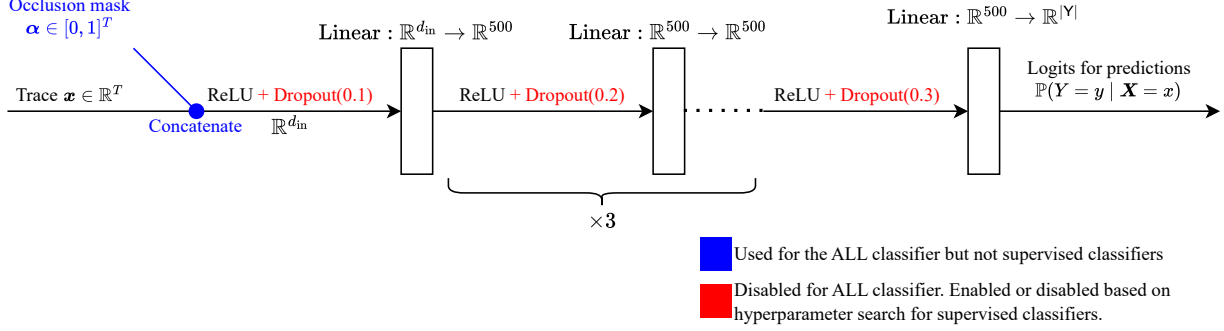 Occlusion mask
α ∈ [0, 1]^T
Linear : ℝ^{d_in} → ℝ^500
Linear : ℝ^500 → ℝ^500
Linear : ℝ^500 → ℝ^|Y|
Trace x ∈ ℝ^T
ReLU + Dropout(0.1)
ReLU + Dropout(0.2)
ReLU + Dropout(0.3)
Logits for predictions
ℙ(Y = y | X = x)
Concatenate
ℝ^{d_in}
×3
Used for the ALL classifier but not supervised classifiers
Disabled for ALL classifier. Enabled or disabled based on
hyperparameter search for supervised classifiers.